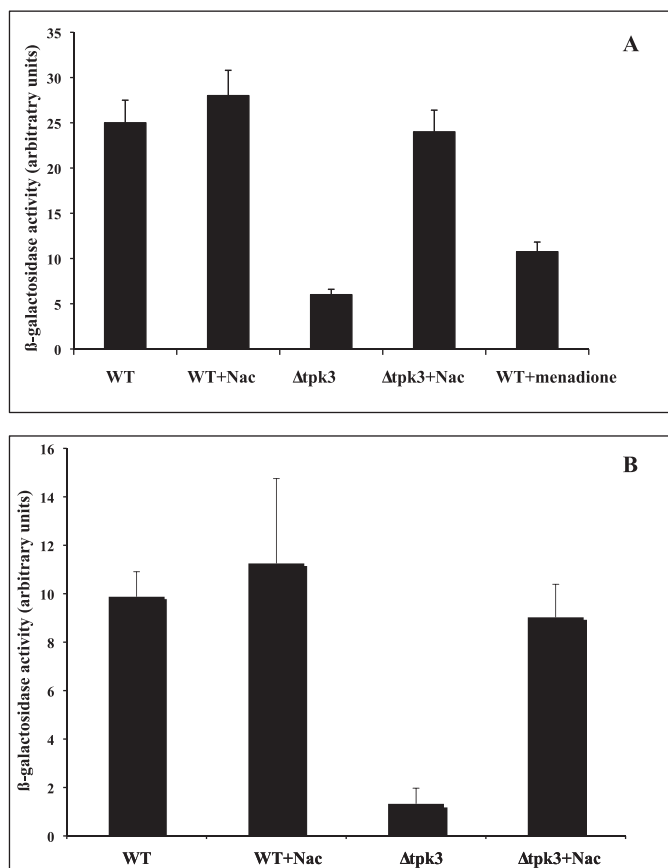 A
ß-galactosidase activity (arbitratry units)
35
30
25
20
15
10
5
0
WT
WT+Nac
Δtpk3
Δtpk3+Nac
WT+menadione
B
ß-galactosidase activity (arbitrary units)
16
14
12
10
8
6
4
2
0
WT
WT+Nac
Δtpk3
Δtpk3+Nac